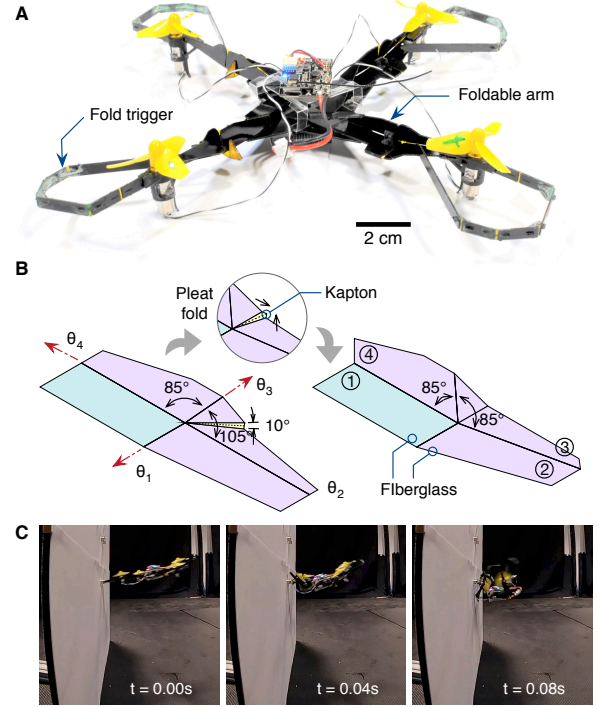 A
Fold trigger
Foldable arm
2 cm
B
Pleat
fold
Kapton
θ4
85°
θ3
10°
105°
θ1
θ2
4
1
85°
85°
3
2
FIberglass
C
t = 0.00s
t = 0.04s
t = 0.08s